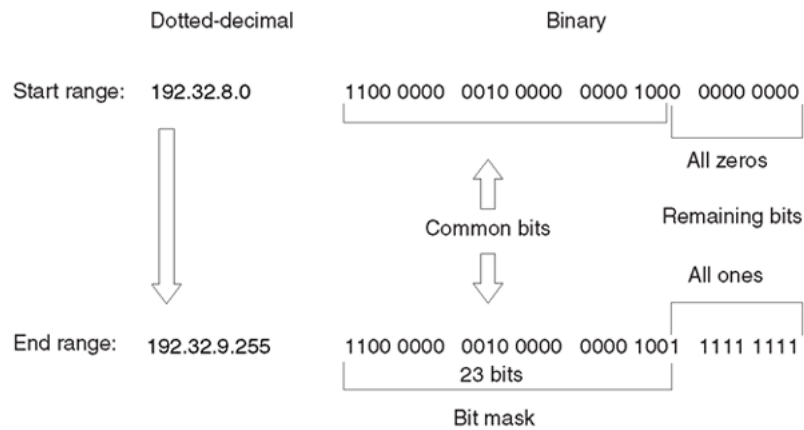 Dotted-decimal Binary
Start range: 192.32.8.0 1100 0000 0010 0000 0000 1000 0000 0000
All zeros
Common bits
Remaining bits
All ones
End range: 192.32.9.255 1100 0000 0010 0000 0000 1001 1111 1111
23 bits
Bit mask